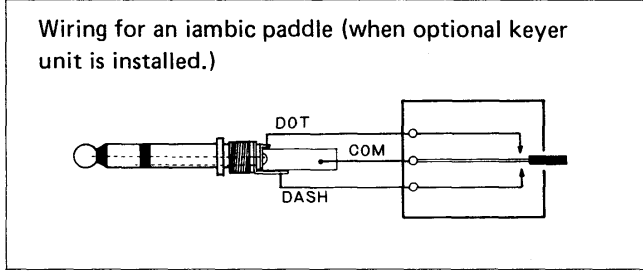 Wiring for an iambic paddle (when optional keyer
unit is installed.)
DOT
COM
DASH